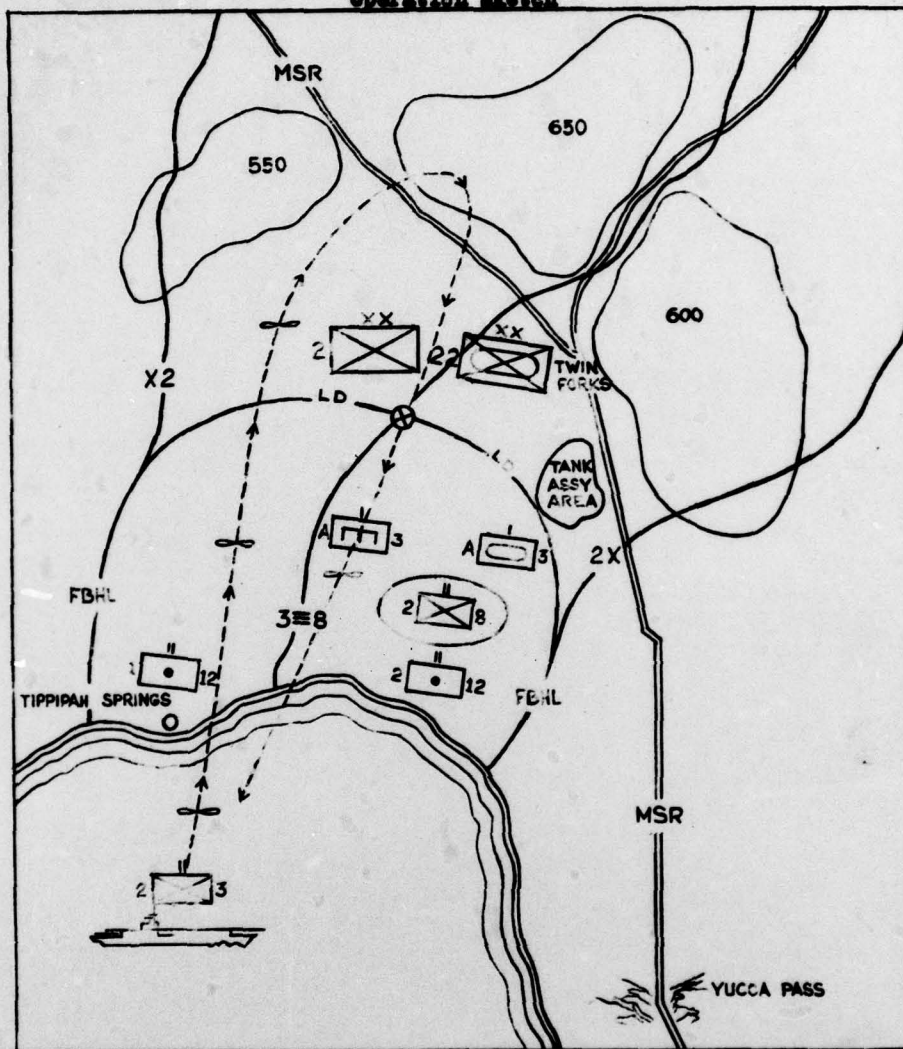 MSR
650
550
600
XX
2
XX
22
TWIN
FORKS
X2
LD
LD
TANK
ASSY
AREA
A
3
A
3
2X
FBHL
2
8
3
8
12
2
12
TIPPIPAH SPRINGS
FBHL
MSR
2
3
YUCCA PASS